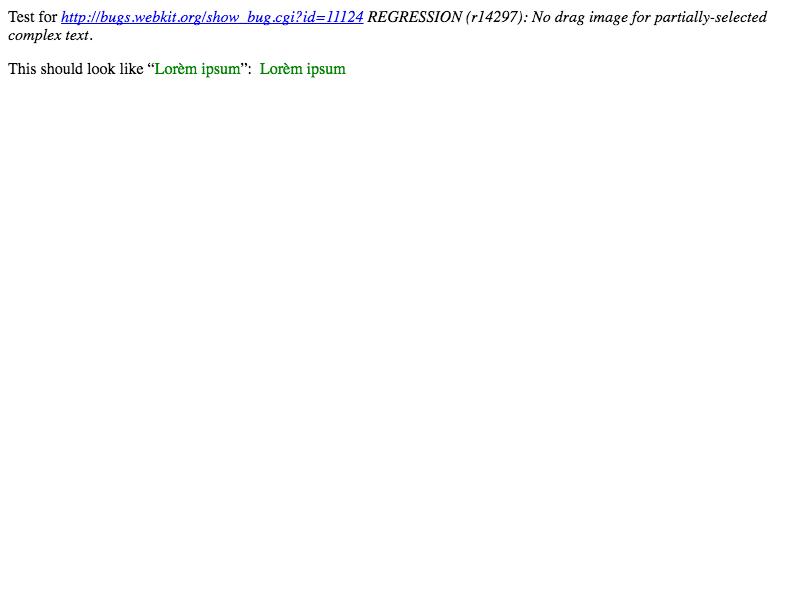 Test for http://bugs.webkit.org/show_bug.cgi?id=11124 REGRESSION (r14297): No drag image for partially-selected
complex text.
This should look like “Lorèm ipsum”:  Lorèm ipsum